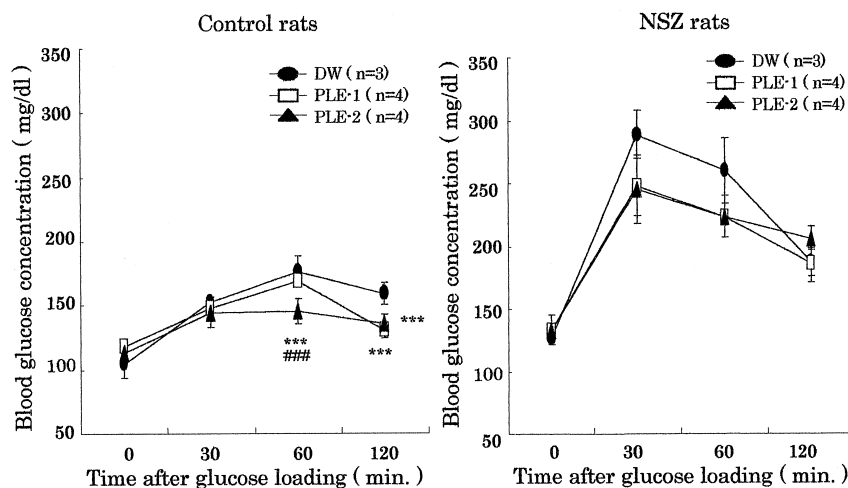 Control rats
Blood glucose concentration ( mg/dl )
350
300
250
200
150
100
50
DW ( n=3)
PLE-1 ( n=4)
PLE-2 ( n=4)
***
###
***
***
0 30 60 120
Time after glucose loading ( min. )
NSZ rats
Blood glucose concentration ( mg/dl )
350
300
250
200
150
100
50
DW ( n=3)
PLE-1 ( n=4)
PLE-2 ( n=4)
0 30 60 120
Time after glucose loading ( min. )